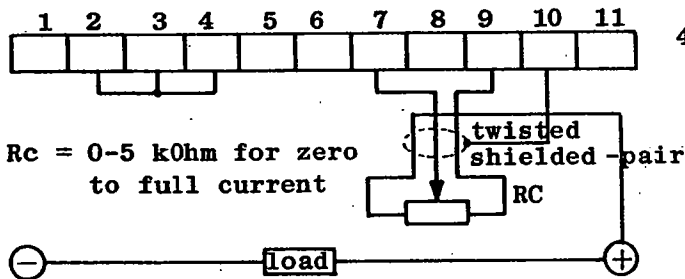 1 2 3 4 5 6 7 8 9 10 11
4
twisted
shielded-pair
Rc = 0-5 kOhm for zero
to full current
RC
− load +